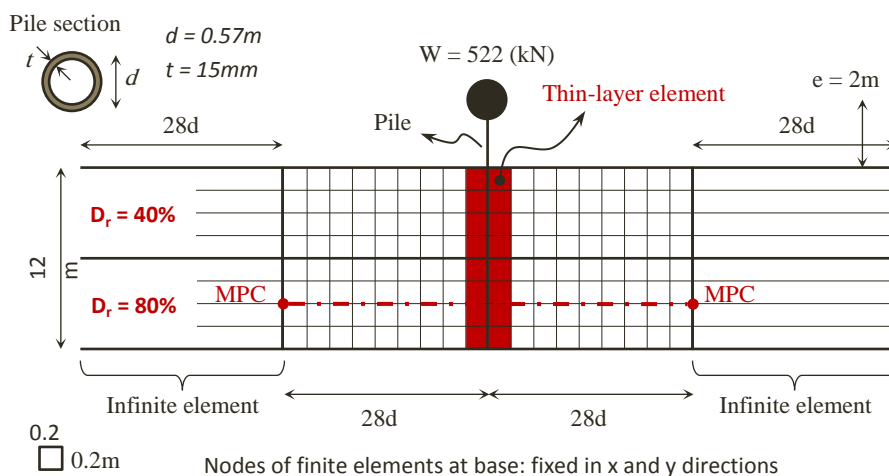 Pile section
t
d
d = 0.57m
t = 15mm
W = 522 (kN)
Thin-layer element
e = 2m
Pile
28d
28d
D_r = 40%
12 m
D_r = 80%
MPC
MPC
Infinite element
28d
28d
Infinite element
0.2
0.2m
Nodes of finite elements at base: fixed in x and y directions